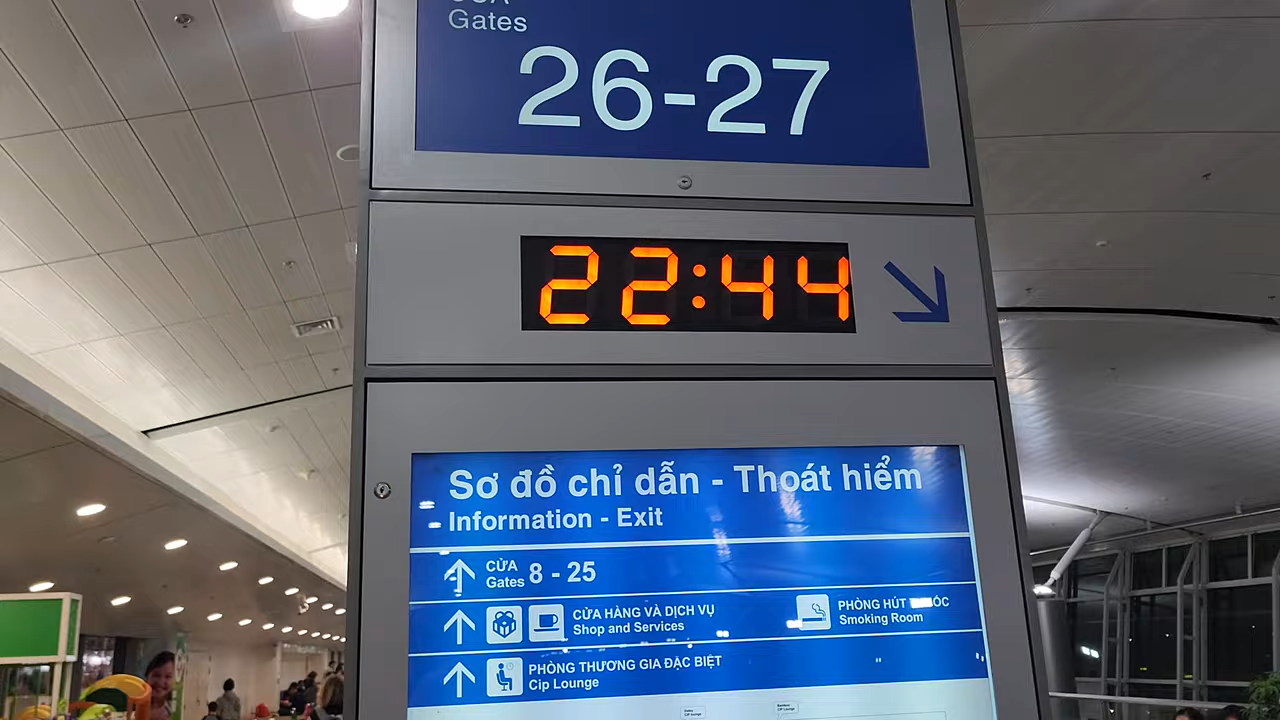 Gates
26-27
22:44
Sơ đồ chỉ dẫn - Thoát hiểm
Information - Exit
CỬA
Gates 8 - 25
CỬA HÀNG VÀ DỊCH VỤ
Shop and Services
PHÒNG HÚT
Smoking Room
PHÒNG THƯƠNG GIA ĐẶC BIỆT
Cip Lounge